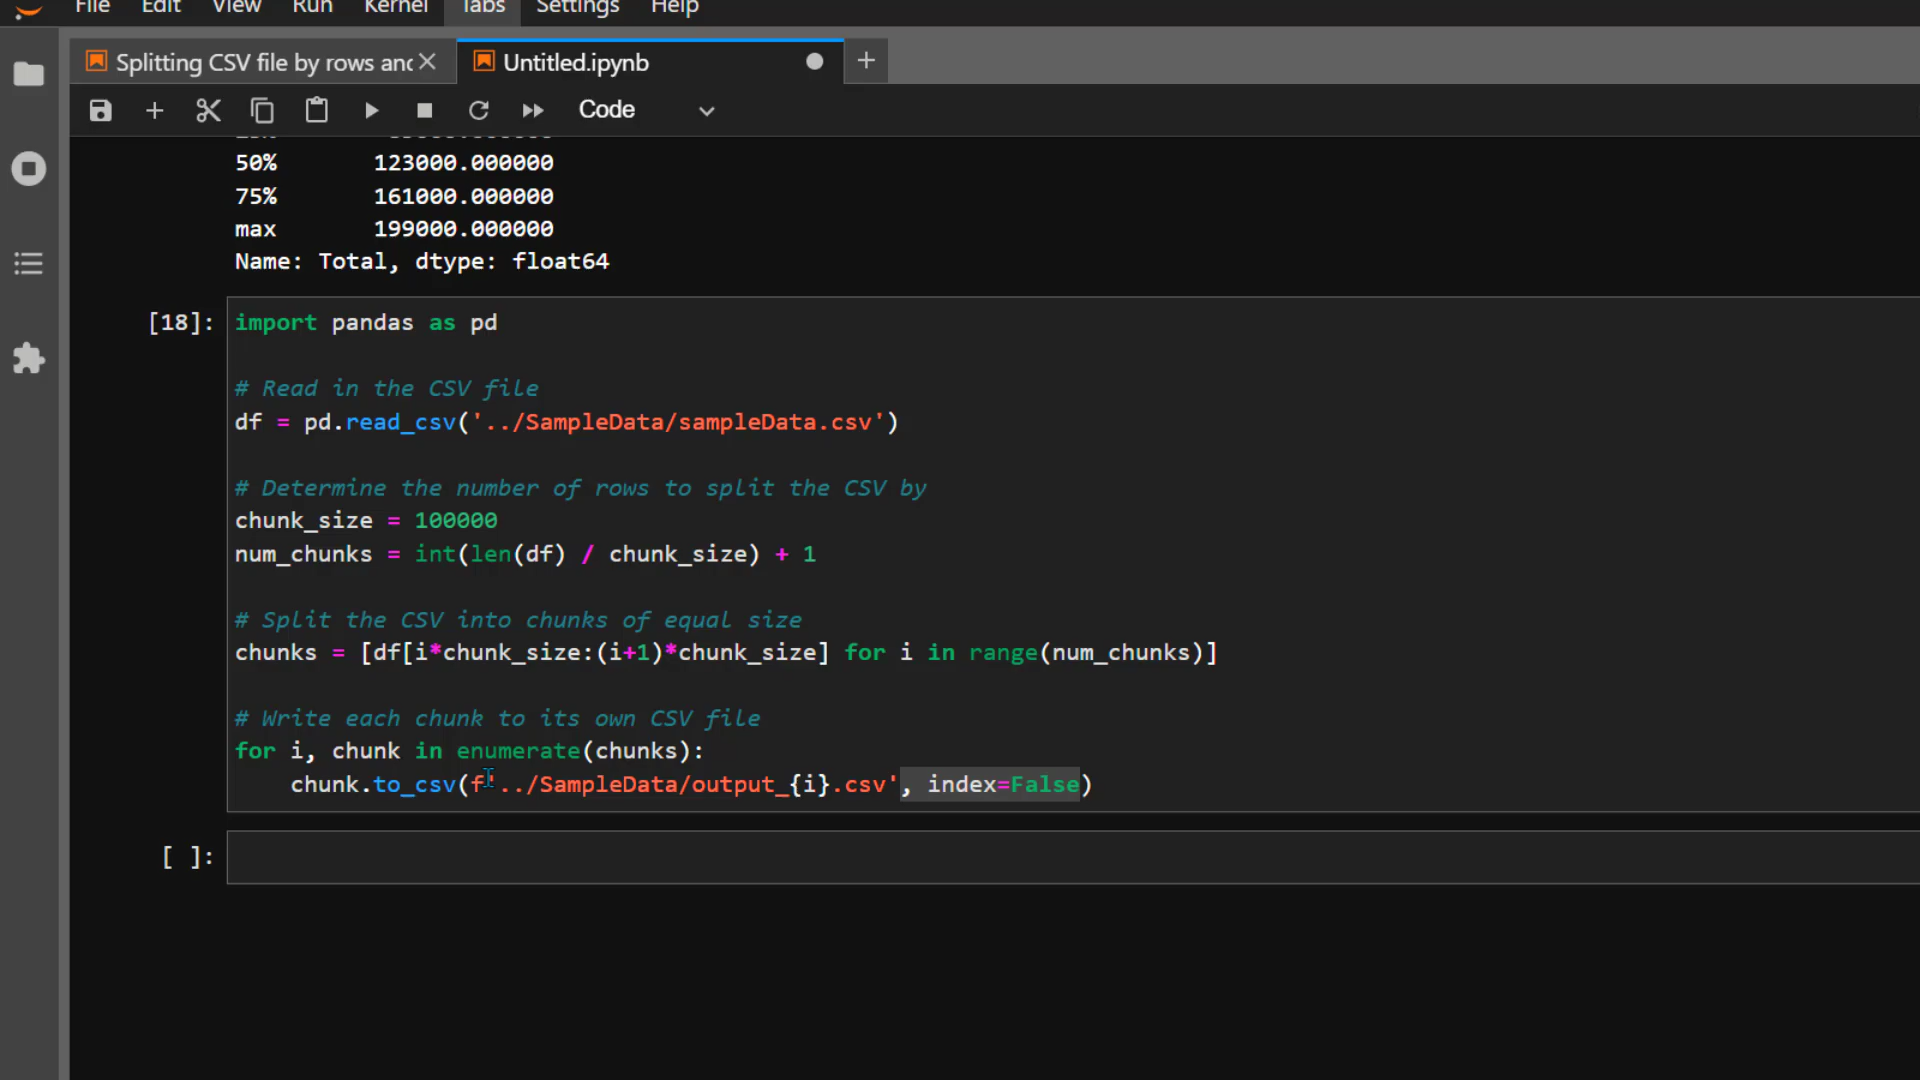 File Edit View Run Kernel Tabs Settings Help
Splitting CSV file by rows and Untitled.ipynb
Code
50% 123000.000000
75% 161000.000000
max 199000.000000
Name: Total, dtype: float64
[18]: import pandas as pd
# Read in the CSV file
df = pd.read_csv('../SampleData/sampleData.csv')
# Determine the number of rows to split the CSV by
chunk_size = 100000
num_chunks = int(len(df) / chunk_size) + 1
# Split the CSV into chunks of equal size
chunks = [df[i*chunk_size:(i+1)*chunk_size] for i in range(num_chunks)]
# Write each chunk to its own CSV file
for i, chunk in enumerate(chunks):
    chunk.to_csv(f'../SampleData/output_{i}.csv', index=False)
[ ]: